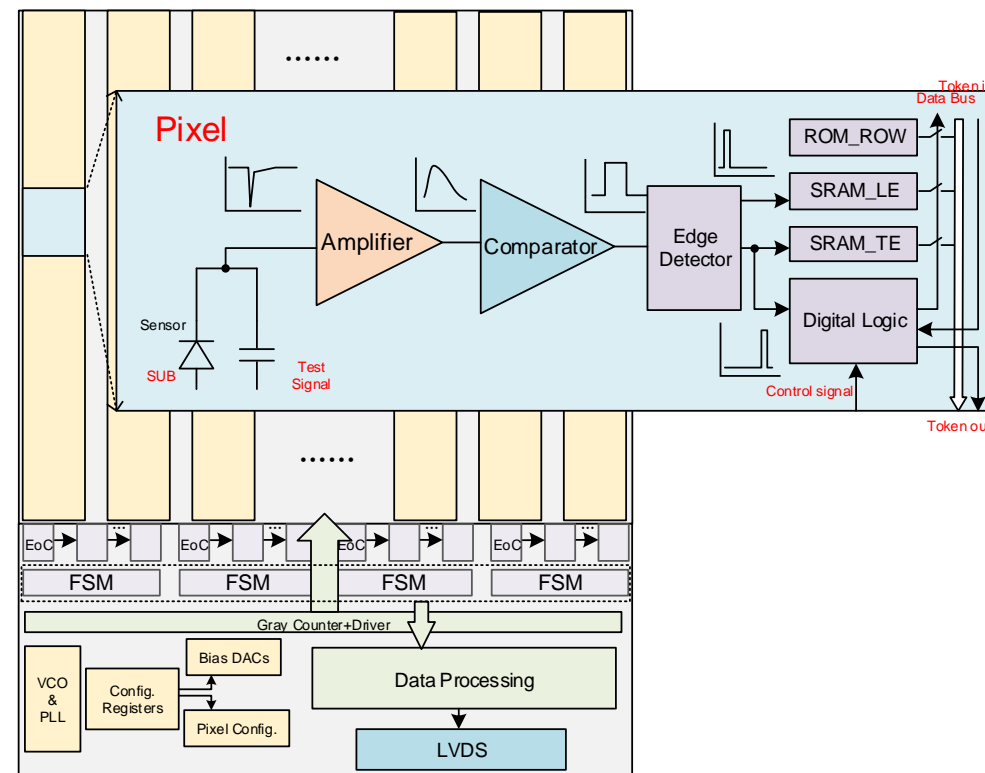 ......
Token i
Data Bus
Pixel
ROM_ROW
SRAM_LE
Amplifier
Comparator
Edge
Detector
SRAM_TE
Digital Logic
Sensor
SUB
Test
Signal
Control signal
Token ou
......
EoC
...
EoC
...
EoC
...
EoC
...
FSM
FSM
FSM
FSM
Gray Counter+Driver
VCO
&
PLL
Config.
Registers
Bias DACs
Pixel Config.
Data Processing
LVDS